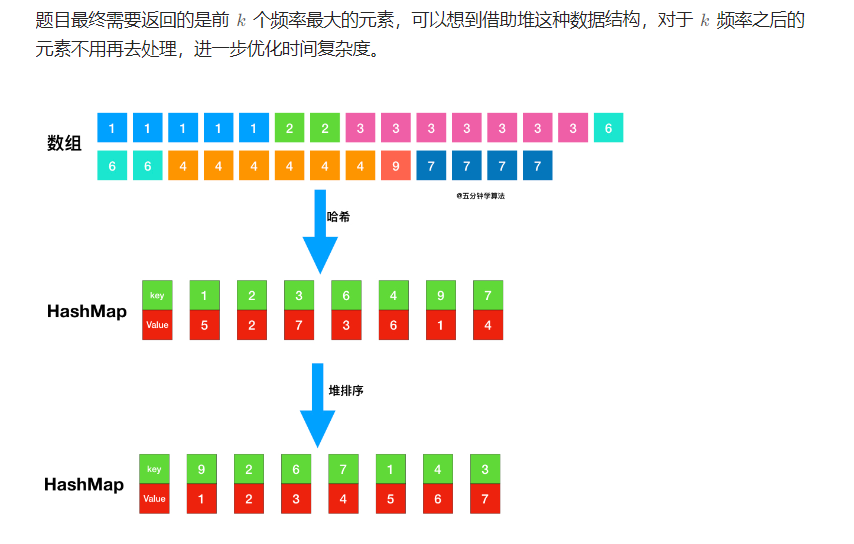 题目最终需要返回的是前 k 个频率最大的元素，可以想到借助堆这种数据结构，对于 k 频率之后的
元素不用再去处理，进一步优化时间复杂度。
数组
1 1 1 1 1 2 2 3 3 3 3 3 3 3 6
6 6 4 4 4 4 4 4 9 7 7 7 7
@五分钟学算法
哈希
HashMap
key 1 2 3 6 4 9 7
Value 5 2 7 3 6 1 4
堆排序
HashMap
key 9 2 6 7 1 4 3
Value 1 2 3 4 5 6 7